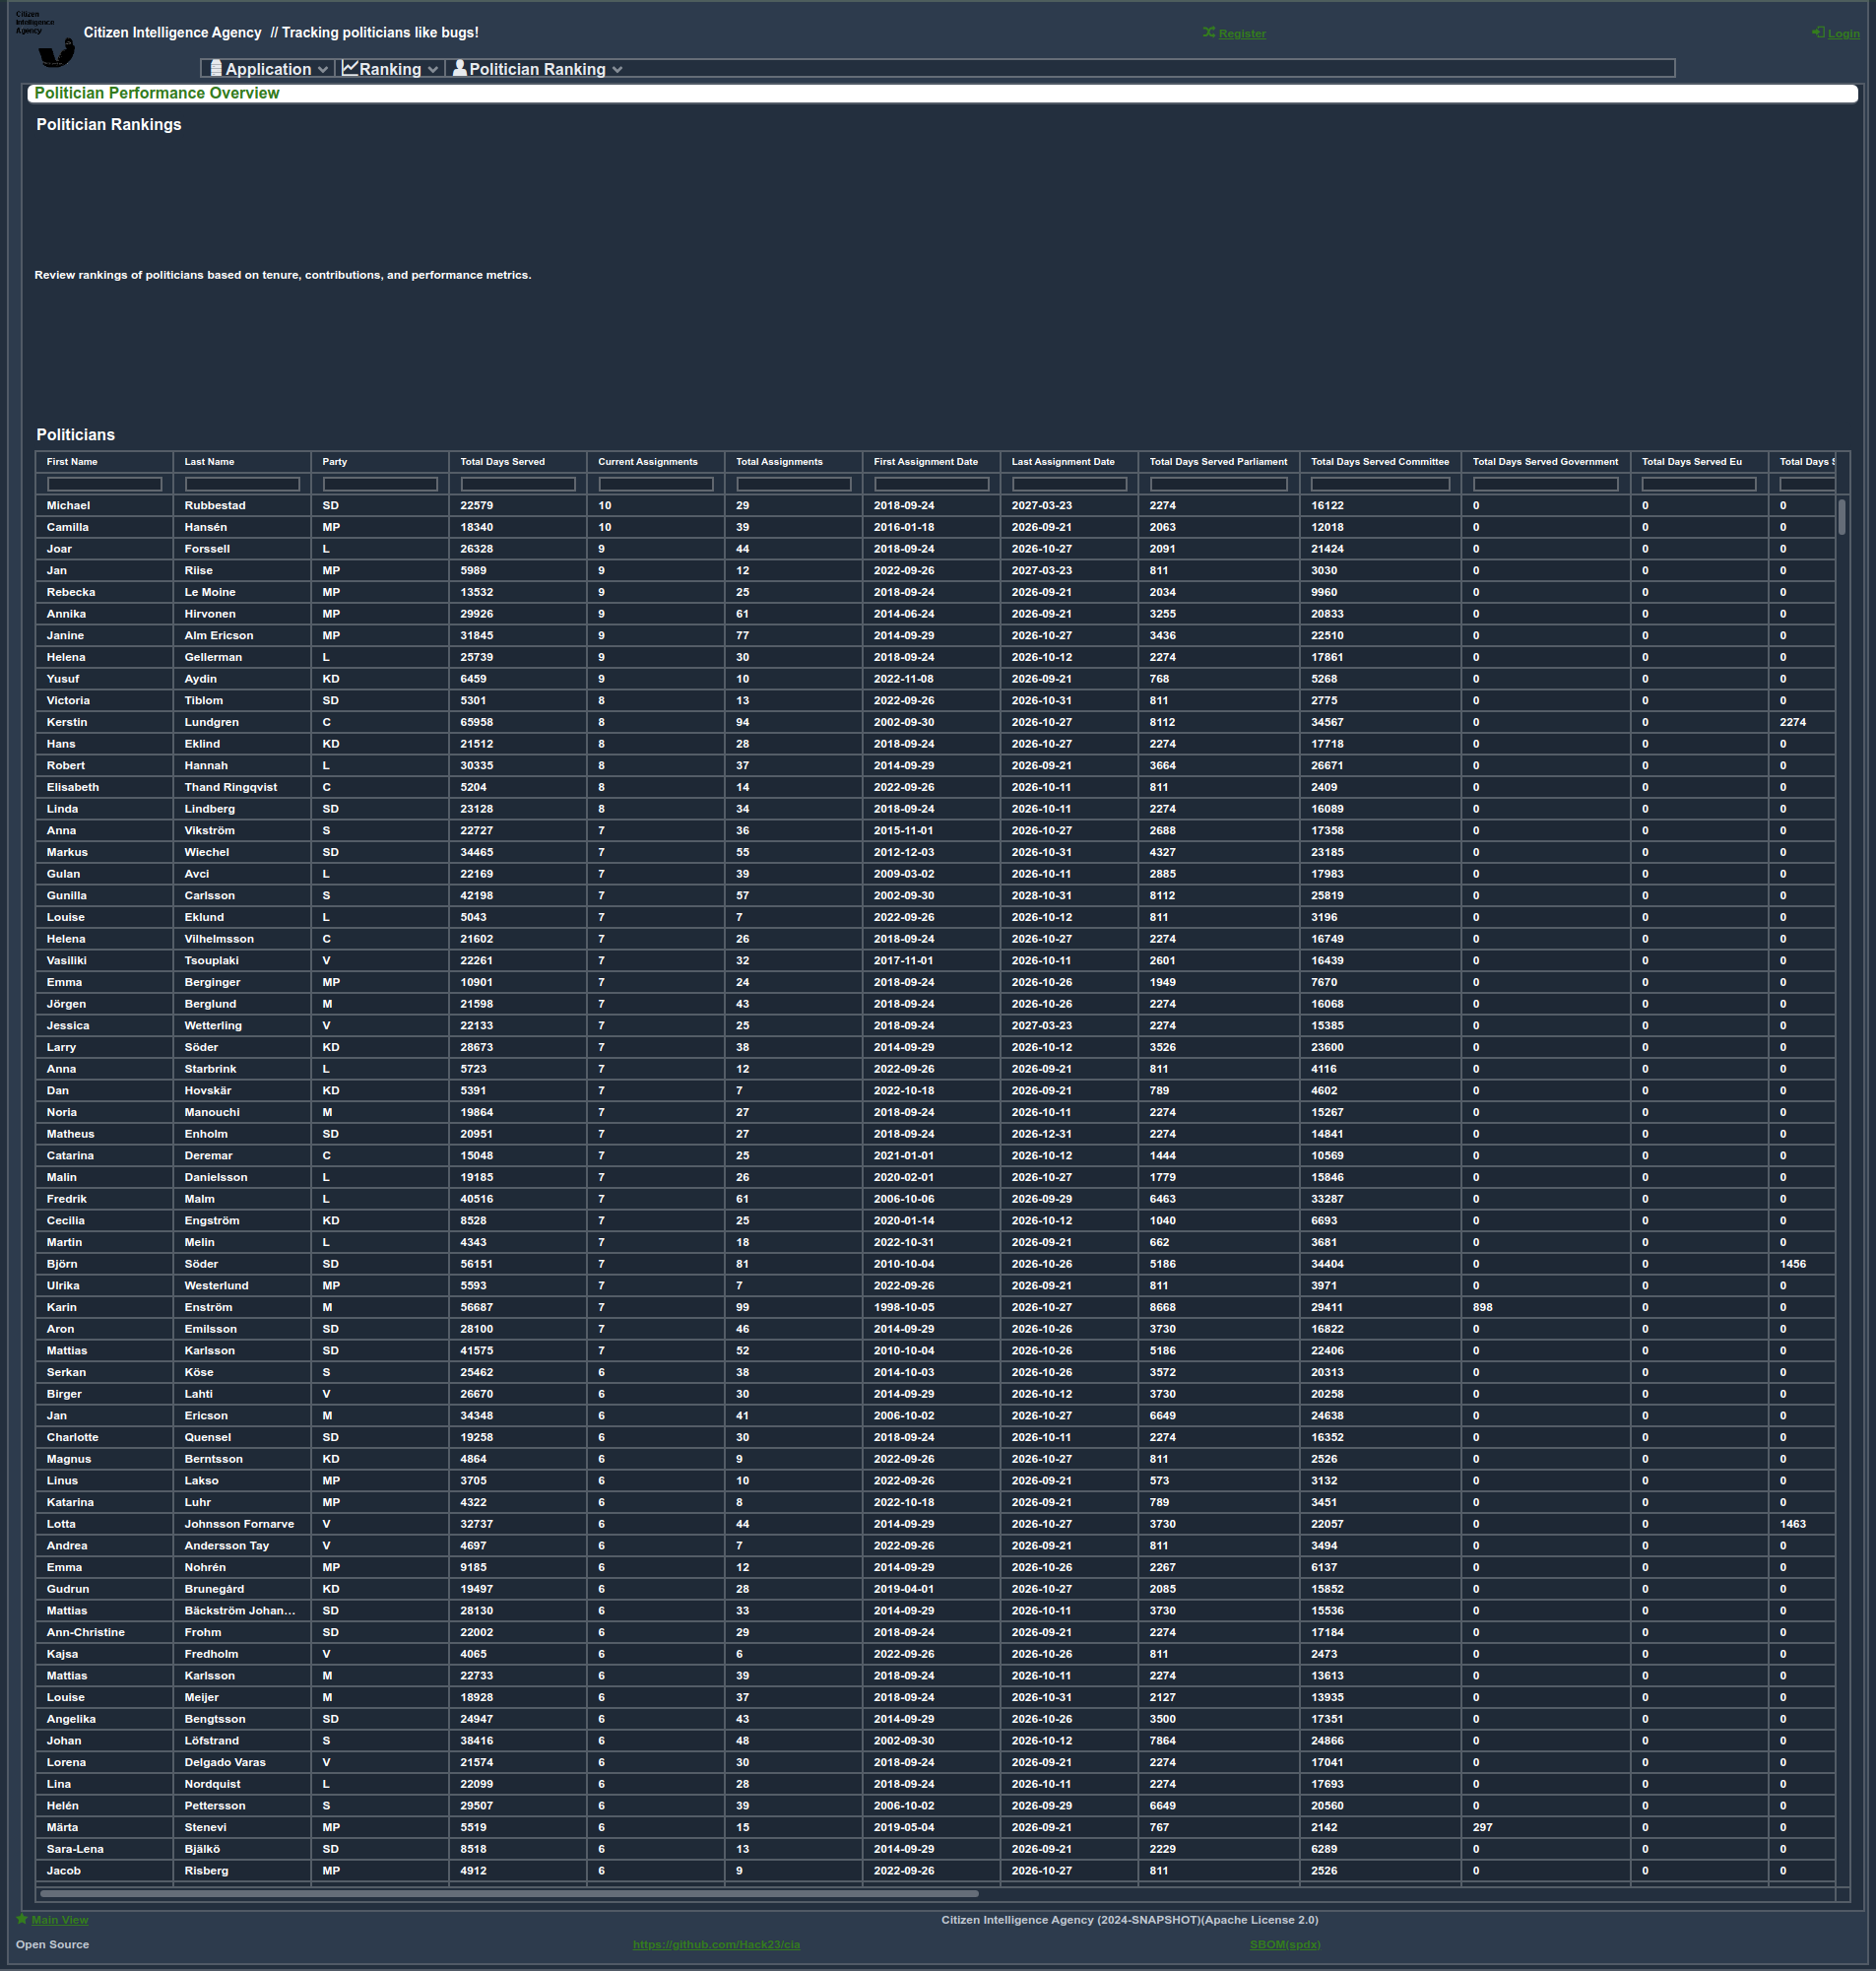 Citizen
Intelligence
Agency
Citizen Intelligence Agency // Tracking politicians like bugs!
Register
Login
Application Ranking Politician Ranking
Politician Performance Overview
Politician Rankings
Review rankings of politicians based on tenure, contributions, and performance metrics.
Politicians
First Name Last Name Party Total Days Served Current Assignments Total Assignments First Assignment Date Last Assignment Date Total Days Served Parliament Total Days Served Committee Total Days Served Government Total Days Served Eu Total Days S
Michael Rubbestad SD 22579 10 29 2018-09-24 2027-03-23 2274 16122 0 0 0
Camilla Hansén MP 18340 10 39 2016-01-18 2026-09-21 2063 12018 0 0 0
Joar Forssell L 26328 9 44 2018-09-24 2026-10-27 2091 21424 0 0 0
Jan Riise MP 5989 9 12 2022-09-26 2027-03-23 811 3030 0 0 0
Rebecka Le Moine MP 13532 9 25 2018-09-24 2026-09-21 2034 9960 0 0 0
Annika Hirvonen MP 29926 9 61 2014-06-24 2026-09-21 3255 20833 0 0 0
Janine Alm Ericson MP 31845 9 77 2014-09-29 2026-10-27 3436 22510 0 0 0
Helena Gellerman L 25739 9 30 2018-09-24 2026-10-12 2274 17861 0 0 0
Yusuf Aydin KD 6459 9 10 2022-11-08 2026-09-21 768 5268 0 0 0
Victoria Tiblom SD 5301 8 13 2022-09-26 2026-10-31 811 2775 0 0 0
Kerstin Lundgren C 65958 8 94 2002-09-30 2026-10-27 8112 34567 0 0 2274
Hans Eklind KD 21512 8 28 2018-09-24 2026-10-27 2274 17718 0 0 0
Robert Hannah L 30335 8 37 2014-09-29 2026-09-21 3664 26671 0 0 0
Elisabeth Thand Ringqvist C 5204 8 14 2022-09-26 2026-10-11 811 2409 0 0 0
Linda Lindberg SD 23128 8 34 2018-09-24 2026-10-11 2274 16089 0 0 0
Anna Vikström S 22727 7 36 2015-11-01 2026-10-27 2688 17358 0 0 0
Markus Wiechel SD 34465 7 55 2012-12-03 2026-10-31 4327 23185 0 0 0
Gulan Avci L 22169 7 39 2009-03-02 2026-10-11 2885 17983 0 0 0
Gunilla Carlsson S 42198 7 57 2002-09-30 2028-10-31 8112 25819 0 0 0
Louise Eklund L 5043 7 7 2022-09-26 2026-10-12 811 3196 0 0 0
Helena Vilhelmsson C 21602 7 26 2018-09-24 2026-10-27 2274 16749 0 0 0
Vasiliki Tsouplaki V 22261 7 32 2017-11-01 2026-10-11 2601 16439 0 0 0
Emma Berginger MP 10901 7 24 2018-09-24 2026-10-26 1949 7670 0 0 0
Jörgen Berglund M 21598 7 43 2018-09-24 2026-10-26 2274 16068 0 0 0
Jessica Wetterling V 22133 7 25 2018-09-24 2027-03-23 2274 15385 0 0 0
Larry Söder KD 28673 7 38 2014-09-29 2026-10-12 3526 23600 0 0 0
Anna Starbrink L 5723 7 12 2022-09-26 2026-09-21 811 4116 0 0 0
Dan Hovskär KD 5391 7 7 2022-10-18 2026-09-21 789 4602 0 0 0
Noria Manouchi M 19864 7 27 2018-09-24 2026-10-11 2274 15267 0 0 0
Matheus Enholm SD 20951 7 27 2018-09-24 2026-12-31 2274 14841 0 0 0
Catarina Deremar C 15048 7 25 2021-01-01 2026-10-12 1444 10569 0 0 0
Malin Danielsson L 19185 7 26 2020-02-01 2026-10-27 1779 15846 0 0 0
Fredrik Malm L 40516 7 61 2006-10-06 2026-09-29 6463 33287 0 0 0
Cecilia Engström KD 8528 7 25 2020-01-14 2026-10-12 1040 6693 0 0 0
Martin Melin L 4343 7 18 2022-10-31 2026-09-21 662 3681 0 0 0
Björn Söder SD 56151 7 81 2010-10-04 2026-10-26 5186 34404 0 0 1456
Ulrika Westerlund MP 5593 7 7 2022-09-26 2026-09-21 811 3971 0 0 0
Karin Enström M 56687 7 99 1998-10-05 2026-10-27 8668 29411 898 0 0
Aron Emilsson SD 28100 7 46 2014-09-29 2026-10-26 3730 16822 0 0 0
Mattias Karlsson SD 41575 7 52 2010-10-04 2026-10-26 5186 22406 0 0 0
Serkan Köse S 25462 6 38 2014-10-03 2026-10-26 3572 20313 0 0 0
Birger Lahti V 26670 6 30 2014-09-29 2026-10-12 3730 20258 0 0 0
Jan Ericson M 34348 6 41 2006-10-02 2026-10-27 6649 24638 0 0 0
Charlotte Quensel SD 19258 6 30 2018-09-24 2026-10-11 2274 16352 0 0 0
Magnus Berntsson KD 4864 6 9 2022-09-26 2026-10-27 811 2526 0 0 0
Linus Lakso MP 3705 6 10 2022-09-26 2026-09-21 573 3132 0 0 0
Katarina Luhr MP 4322 6 8 2022-10-18 2026-09-21 789 3451 0 0 0
Lotta Johnsson Fornarve V 32737 6 44 2014-09-29 2026-10-27 3730 22057 0 0 1463
Andrea Andersson Tay V 4697 6 7 2022-09-26 2026-09-21 811 3494 0 0 0
Emma Nohrén MP 9185 6 12 2014-09-29 2026-10-26 2267 6137 0 0 0
Gudrun Brunegård KD 19497 6 28 2019-04-01 2026-10-27 2085 15852 0 0 0
Mattias Bäckström Johan... SD 28130 6 33 2014-09-29 2026-10-11 3730 15536 0 0 0
Ann-Christine Frohm SD 22002 6 29 2018-09-24 2026-09-21 2274 17184 0 0 0
Kajsa Fredholm V 4065 6 6 2022-09-26 2026-10-26 811 2473 0 0 0
Mattias Karlsson M 22733 6 39 2018-09-24 2026-10-11 2274 13613 0 0 0
Louise Meijer M 18928 6 37 2018-09-24 2026-10-31 2127 13935 0 0 0
Angelika Bengtsson SD 24947 6 43 2014-09-29 2026-10-26 3500 17351 0 0 0
Johan Löfstrand S 38416 6 48 2002-09-30 2026-10-12 7864 24866 0 0 0
Lorena Delgado Varas V 21574 6 30 2018-09-24 2026-09-21 2274 17041 0 0 0
Lina Nordquist L 22099 6 28 2018-09-24 2026-10-11 2274 17693 0 0 0
Helén Pettersson S 29507 6 39 2006-10-02 2026-09-29 6649 20560 0 0 0
Märta Stenevi MP 5519 6 15 2019-05-04 2026-09-21 767 2142 297 0 0
Sara-Lena Bjälkö SD 8518 6 13 2014-09-29 2026-09-21 2229 6289 0 0 0
Jacob Risberg MP 4912 6 9 2022-09-26 2026-10-27 811 2526 0 0 0
Main View
Citizen Intelligence Agency (2024-SNAPSHOT)(Apache License 2.0)
Open Source
https://github.com/Hack23/cia
SBOM(spdx)